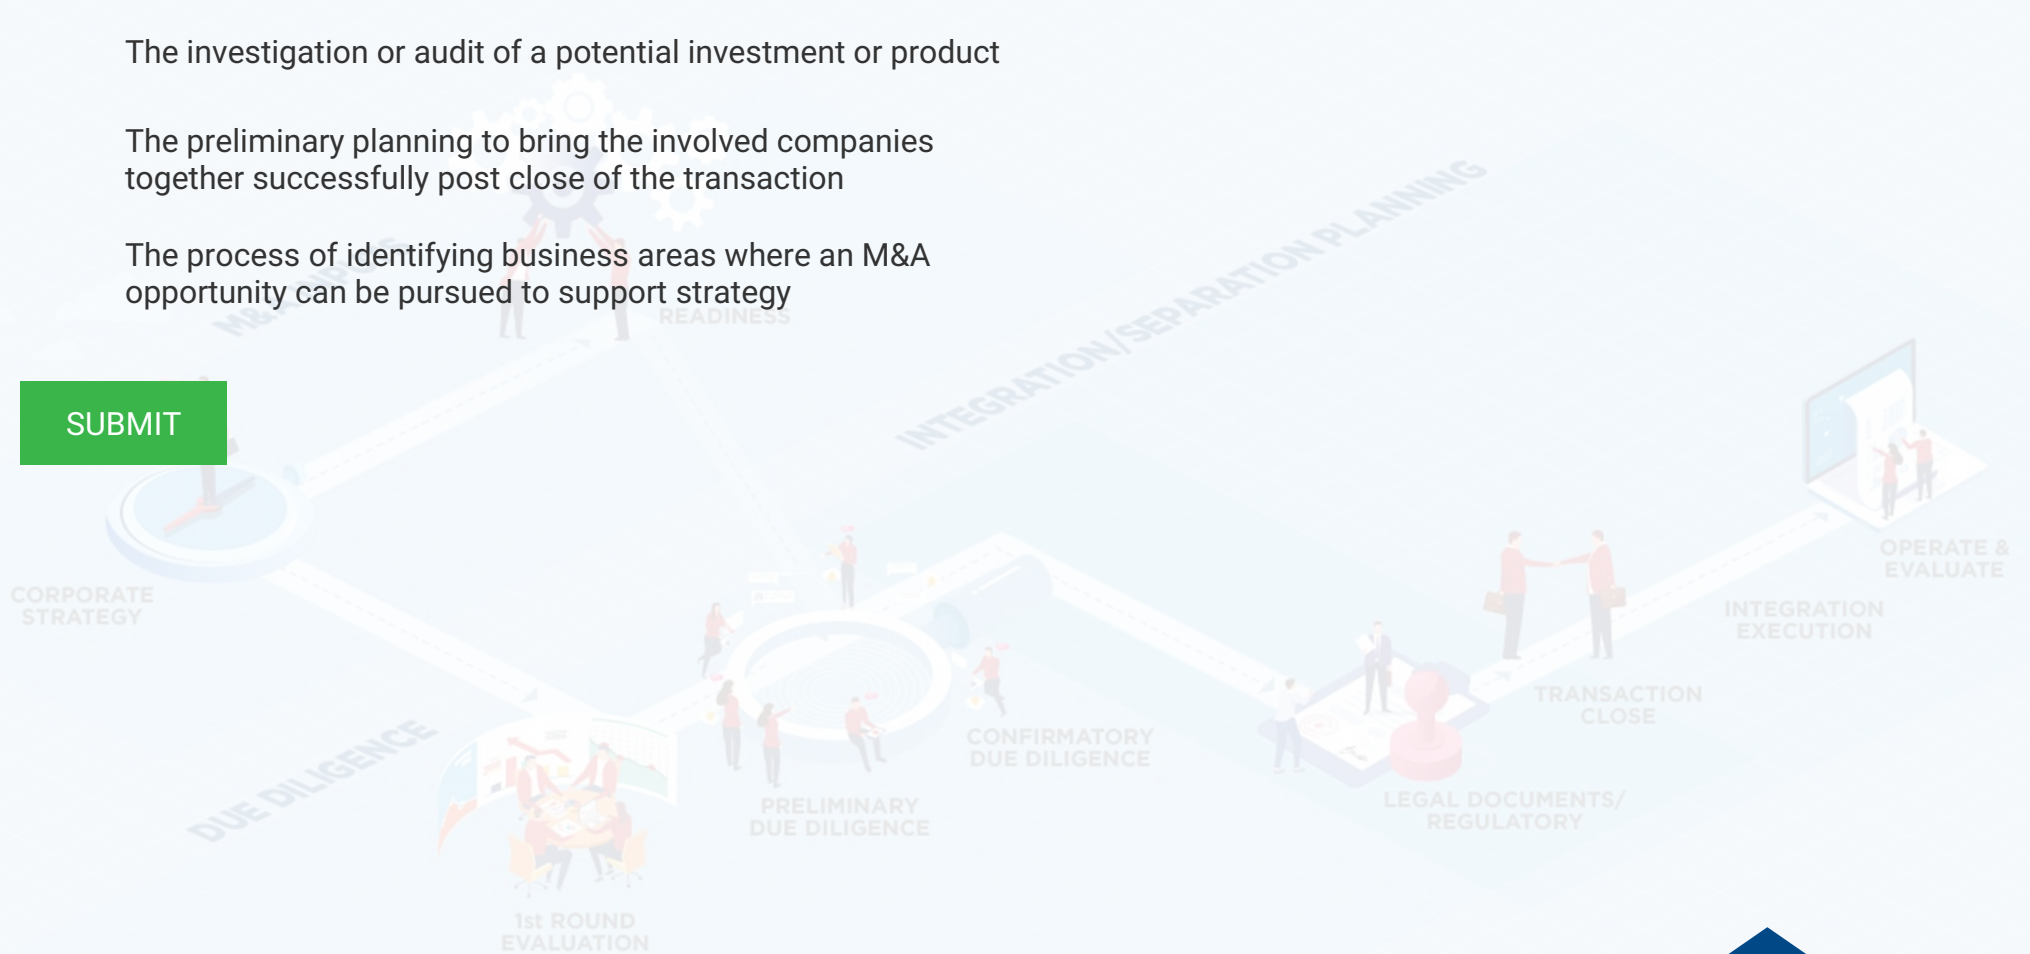 The investigation or audit of a potential investment or product
The preliminary planning to bring the involved companies
together successfully post close of the transaction
The process of identifying business areas where an M&A
opportunity can be pursued to support strategy
READINESS
INTEGRATION/SEPARATION PLANNING
SUBMIT
CORPORATE
STRATEGY
OPERATE &
EVALUATE
INTEGRATION
EXECUTION
TRANSACTION
CLOSE
DUE DILIGENCE
CONFIRMATORY
DUE DILIGENCE
PRELIMINARY
DUE DILIGENCE
LEGAL DOCUMENTS/
REGULATORY
1st ROUND
EVALUATION